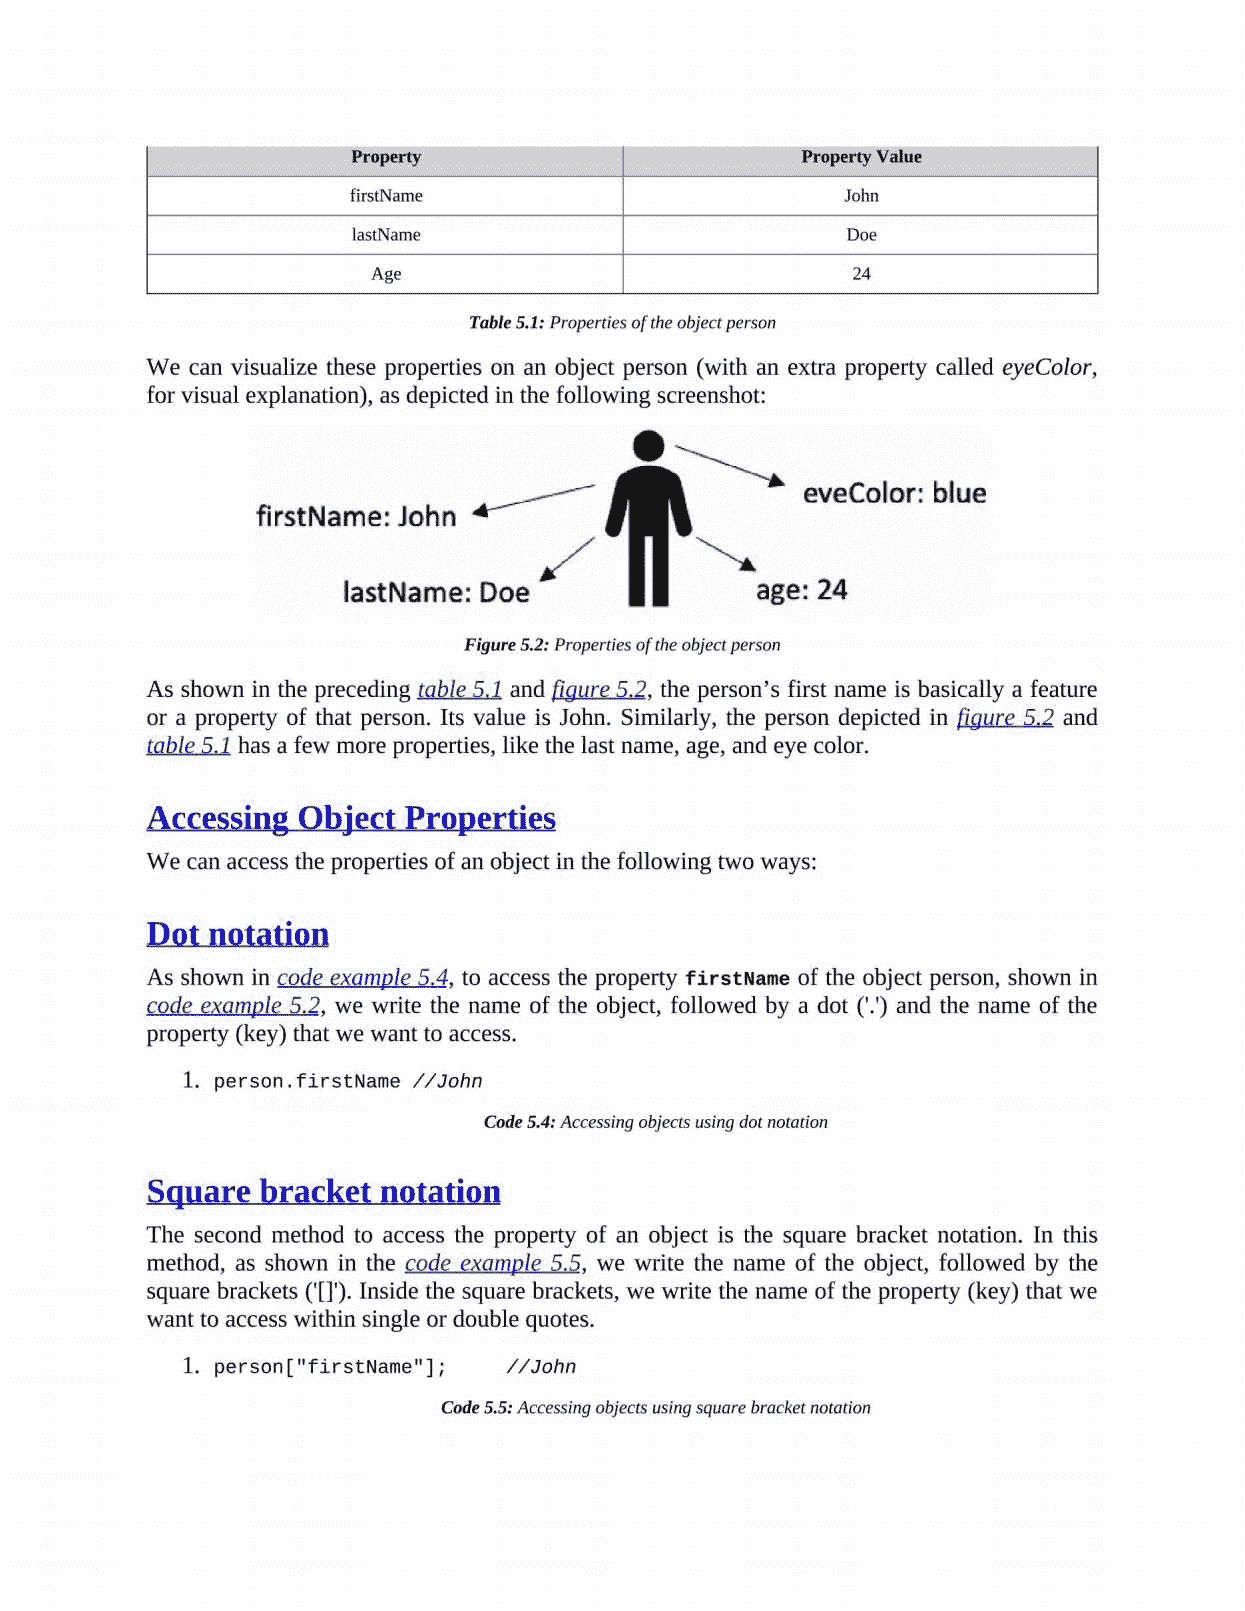 Property Property Value
firstName John
lastName Doe
Age 24
Table 5.1: Properties of the object person
We can visualize these properties on an object person (with an extra property called eyeColor,
for visual explanation), as depicted in the following screenshot:
eveColor: blue
firstName: John
lastName: Doe
age: 24
Figure 5.2: Properties of the object person
As shown in the preceding table 5.1 and figure 5.2, the person’s first name is basically a feature
or a property of that person. Its value is John. Similarly, the person depicted in figure 5.2 and
table 5.1 has a few more properties, like the last name, age, and eye color.
Accessing Object Properties
We can access the properties of an object in the following two ways:
Dot notation
As shown in code example 5.4, to access the property firstName of the object person, shown in
code example 5.2, we write the name of the object, followed by a dot ('.') and the name of the
property (key) that we want to access.
1. person.firstName //John
Code 5.4: Accessing objects using dot notation
Square bracket notation
The second method to access the property of an object is the square bracket notation. In this
method, as shown in the code example 5.5, we write the name of the object, followed by the
square brackets ('[]'). Inside the square brackets, we write the name of the property (key) that we
want to access within single or double quotes.
1. person["firstName"]; //John
Code 5.5: Accessing objects using square bracket notation